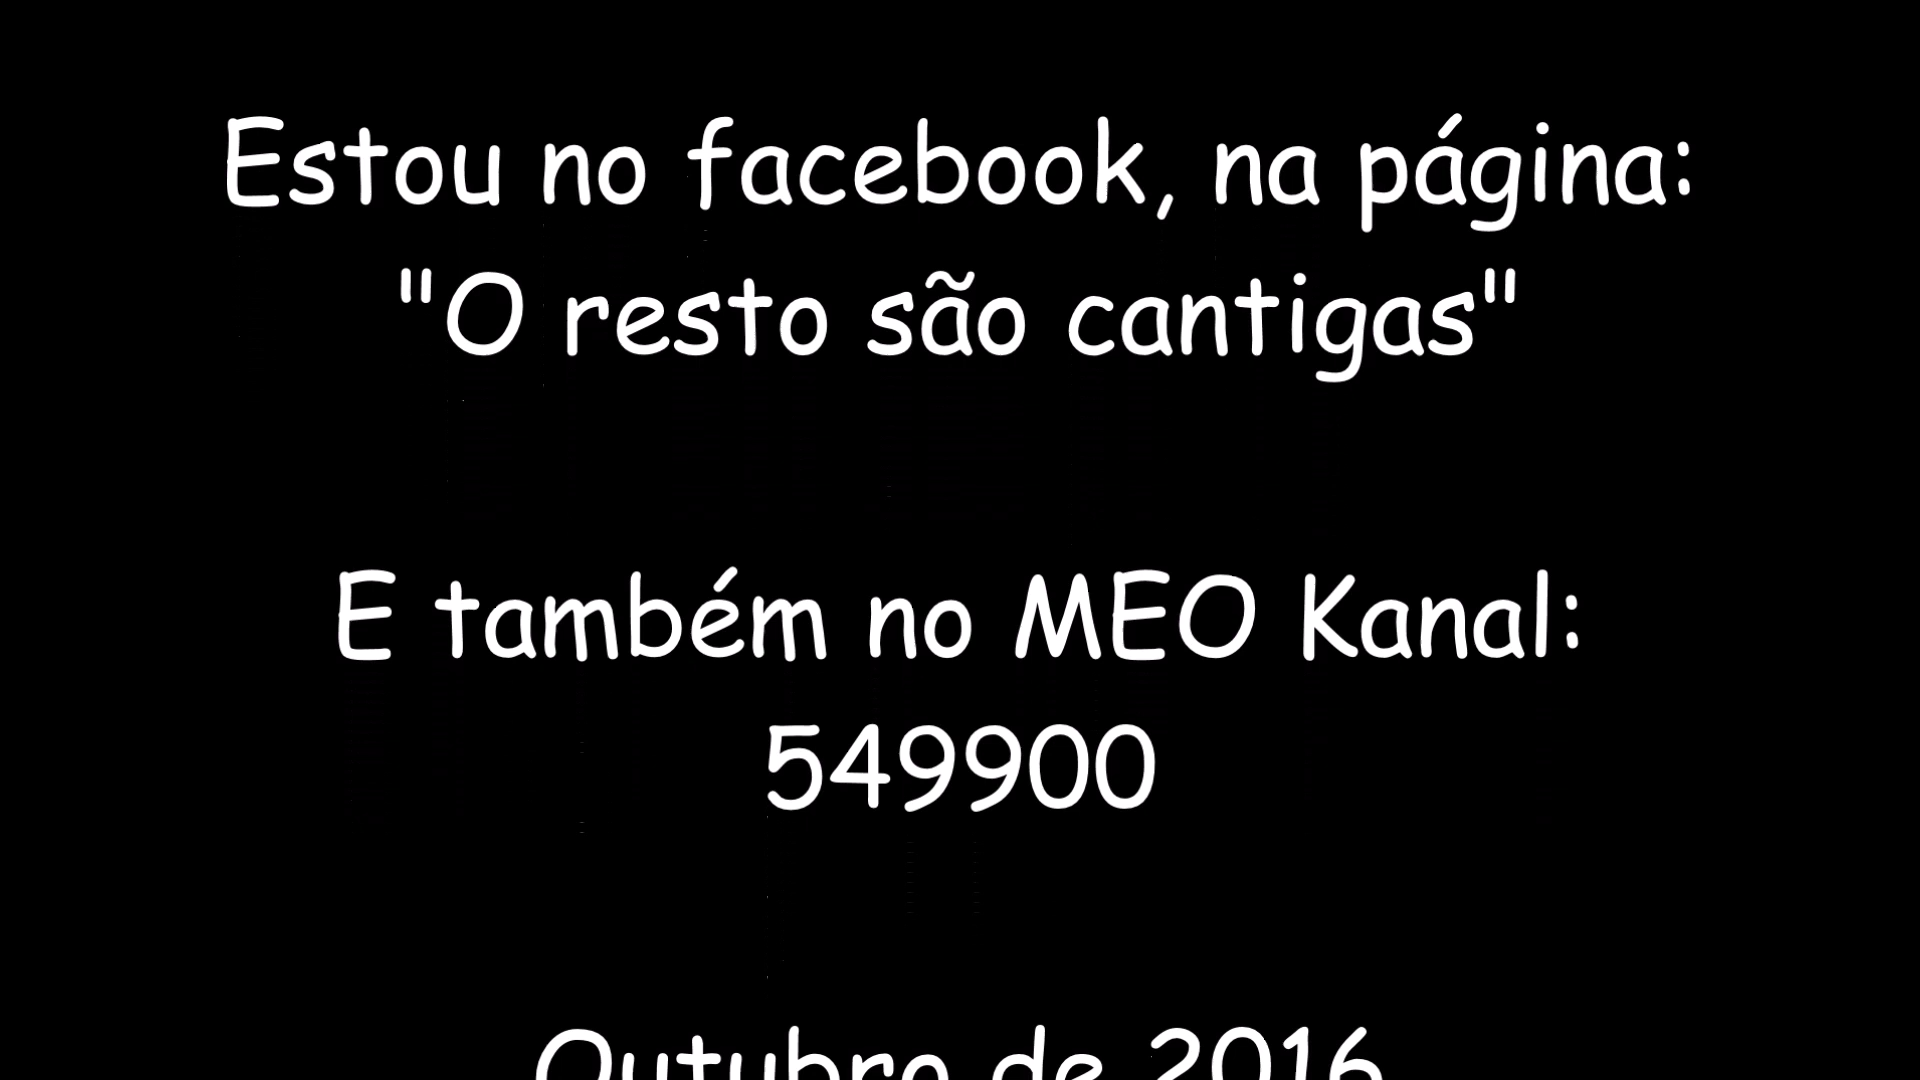 Estou no facebook, na página:
"O resto são cantigas"
E também no MEO Kanal:
549900
Outubro de 2016